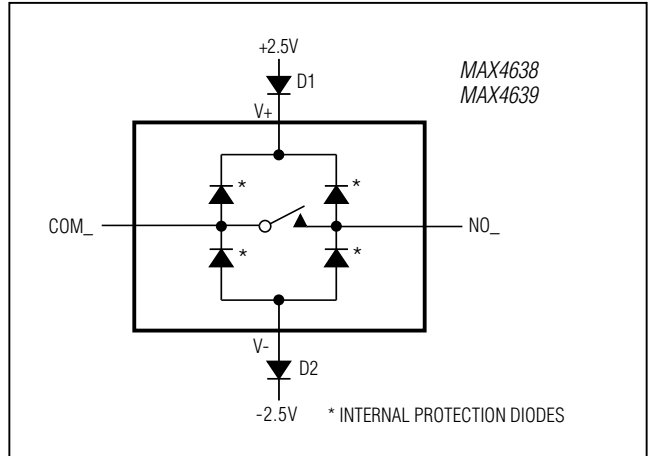 +2.5V
D1
MAX4638
MAX4639
V+
*
*
COM_
NO_
*
*
V-
D2
-2.5V
* INTERNAL PROTECTION DIODES